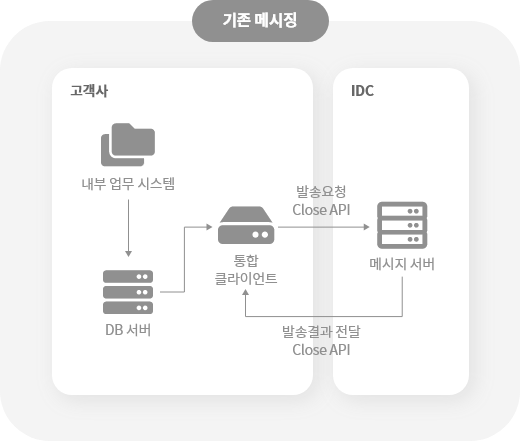 기존 메시징
고객사
IDC
내부 업무 시스템
발송요청
Close API
통합
클라이언트
메시지 서버
DB 서버
발송결과 전달
Close API